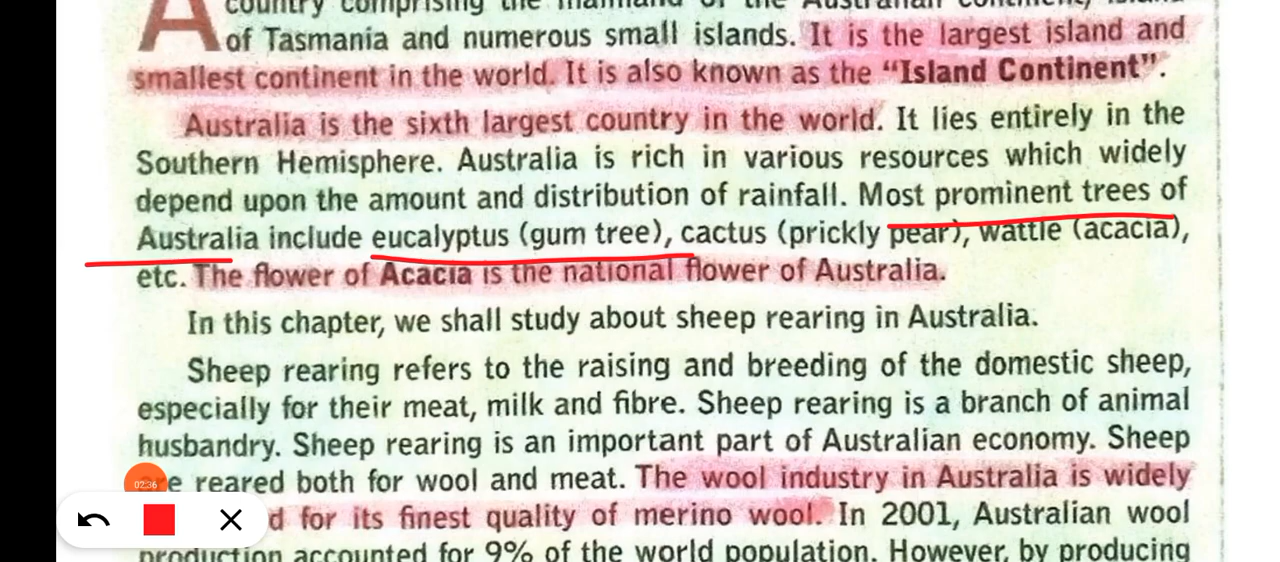 country comprising the mainland of the Australian continent, island
A of Tasmania and numerous small islands. It is the largest island and
smallest continent in the world. It is also known as the “Island Continent”.
Australia is the sixth largest country in the world. It lies entirely in the
Southern Hemisphere. Australia is rich in various resources which widely
depend upon the amount and distribution of rainfall. Most prominent trees of
Australia include eucalyptus (gum tree), cactus (prickly pear), wattle (acacia),
etc. The flower of Acacia is the national flower of Australia.
In this chapter, we shall study about sheep rearing in Australia.
Sheep rearing refers to the raising and breeding of the domestic sheep,
especially for their meat, milk and fibre. Sheep rearing is a branch of animal
husbandry. Sheep rearing is an important part of Australian economy. Sheep
are reared both for wool and meat. The wool industry in Australia is widely
02:36
for its finest quality of merino wool. In 2001, Australian wool
production accounted for 9% of the world population. However, by producing